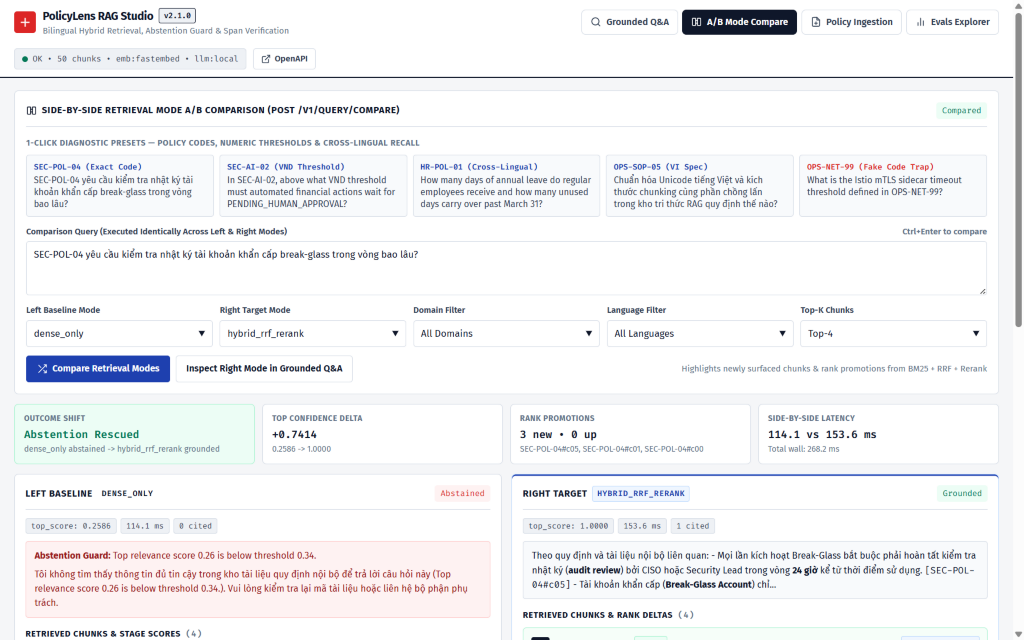 PolicyLens RAG Studio v2.1.0
Bilingual Hybrid Retrieval, Abstention Guard & Span Verification
Grounded Q&A
A/B Mode Compare
Policy Ingestion
Evals Explorer
OK • 50 chunks • emb:fastembed • llm:local
OpenAPI
SIDE-BY-SIDE RETRIEVAL MODE A/B COMPARISON (POST /V1/QUERY/COMPARE)
Compared
1-CLICK DIAGNOSTIC PRESETS — POLICY CODES, NUMERIC THRESHOLDS & CROSS-LINGUAL RECALL
SEC-POL-04 (Exact Code)
SEC-POL-04 yêu cầu kiểm tra nhật ký tài
khoản khẩn cấp break-glass trong vòng
bao lâu?
SEC-AI-02 (VND Threshold)
In SEC-AI-02, above what VND threshold
must automated financial actions wait for
PENDING_HUMAN_APPROVAL?
HR-POL-01 (Cross-Lingual)
How many days of annual leave do regular
employees receive and how many unused
days carry over past March 31?
OPS-SOP-05 (VI Spec)
Chuẩn hóa Unicode tiếng Việt và kích
thước chunking cùng phần chồng lấn
trong kho tri thức RAG quy định thế nào?
OPS-NET-99 (Fake Code Trap)
What is the Istio mTLS sidecar timeout
threshold defined in OPS-NET-99?
Comparison Query (Executed Identically Across Left & Right Modes)
Ctrl+Enter to compare
SEC-POL-04 yêu cầu kiểm tra nhật ký tài khoản khẩn cấp break-glass trong vòng bao lâu?
Left Baseline Mode
Right Target Mode
Domain Filter
Language Filter
Top-K Chunks
dense_only
hybrid_rrf_rerank
All Domains
All Languages
Top-4
Compare Retrieval Modes
Inspect Right Mode in Grounded Q&A
Highlights newly surfaced chunks & rank promotions from BM25 + RRF + Rerank
OUTCOME SHIFT
Abstention Rescued
dense_only abstained -> hybrid_rrf_rerank grounded
TOP CONFIDENCE DELTA
+0.7414
0.2586 -> 1.0000
RANK PROMOTIONS
3 new • 0 up
SEC-POL-04#c05, SEC-POL-04#c01, SEC-POL-04#c00
SIDE-BY-SIDE LATENCY
114.1 vs 153.6 ms
Total wall: 268.2 ms
LEFT BASELINE DENSE_ONLY
Abstained
top_score: 0.2586
114.1 ms
0 cited
Abstention Guard: Top relevance score 0.26 is below threshold 0.34.
Tôi không tìm thấy thông tin đủ tin cậy trong kho tài liệu quy định nội bộ để trả lời câu hỏi này (Top
relevance score 0.26 is below threshold 0.34.). Vui lòng kiểm tra lại mã tài liệu hoặc liên hệ bộ phận phụ
trách.
RETRIEVED CHUNKS & STAGE SCORES (4)
RIGHT TARGET HYBRID_RRF_RERANK
Grounded
top_score: 1.0000
153.6 ms
1 cited
Theo quy định và tài liệu nội bộ liên quan: - Mọi lần kích hoạt Break-Glass bắt buộc phải hoàn tất kiểm tra
nhật ký (audit review) bởi CISO hoặc Security Lead trong vòng 24 giờ kể từ thời điểm sử dụng. [SEC-POL-
04#c05] - Tài khoản khẩn cấp (Break-Glass Account) chỉ...
RETRIEVED CHUNKS & RANK DELTAS (4)